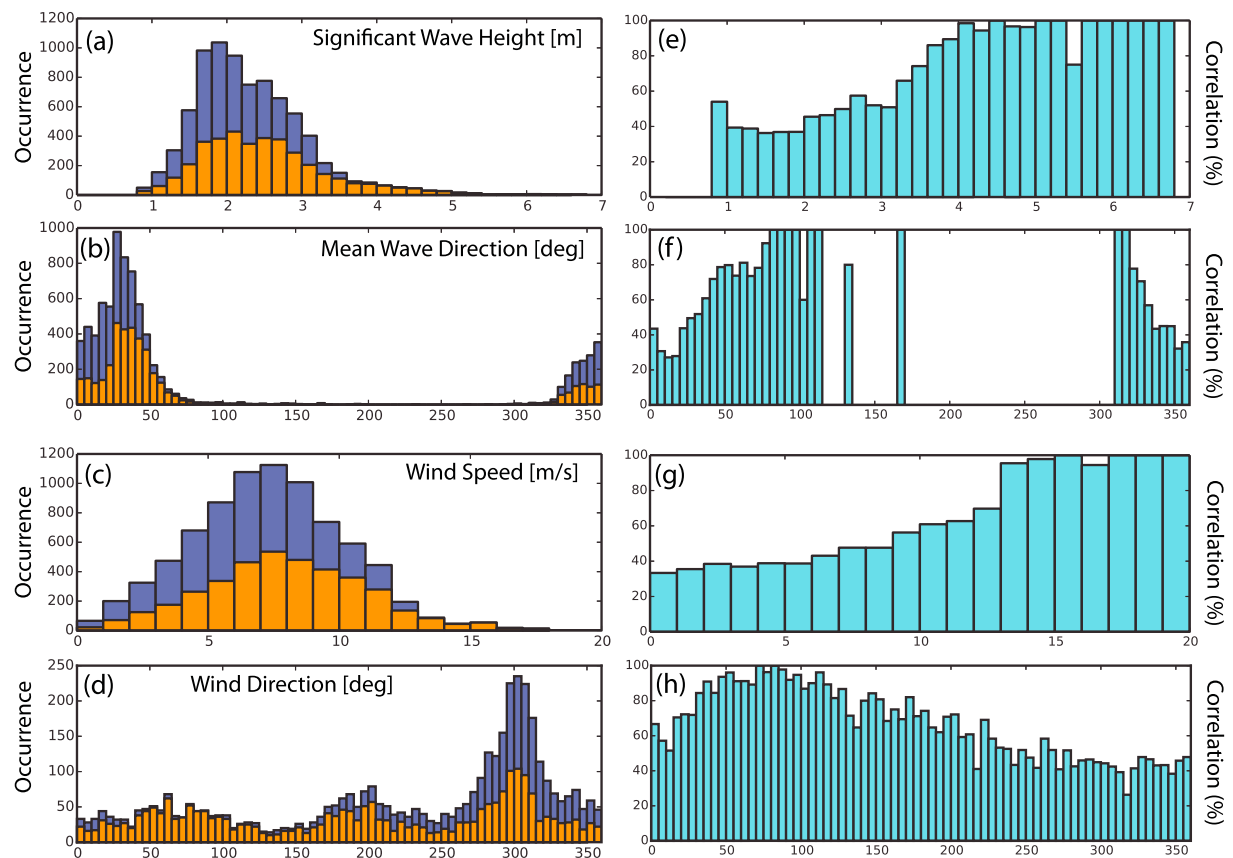 (a)
Significant Wave Height [m]
Occurrence
1200
1000
800
600
400
200
0
0 1 2 3 4 5 6 7
(e)
Correlation (%)
100
80
60
40
20
0
0 1 2 3 4 5 6 7
(b)
Mean Wave Direction [deg]
Occurrence
1000
800
600
400
200
0
0 50 100 150 200 250 300 350
(f)
Correlation (%)
100
80
60
40
20
0
0 50 100 150 200 250 300 350
(c)
Wind Speed [m/s]
Occurrence
1200
1000
800
600
400
200
0
0 5 10 15 20
(g)
Correlation (%)
100
80
60
40
20
0
0 5 10 15 20
(d)
Wind Direction [deg]
Occurrence
250
200
150
100
50
0
0 50 100 150 200 250 300 350
(h)
Correlation (%)
100
80
60
40
20
0
0 50 100 150 200 250 300 350